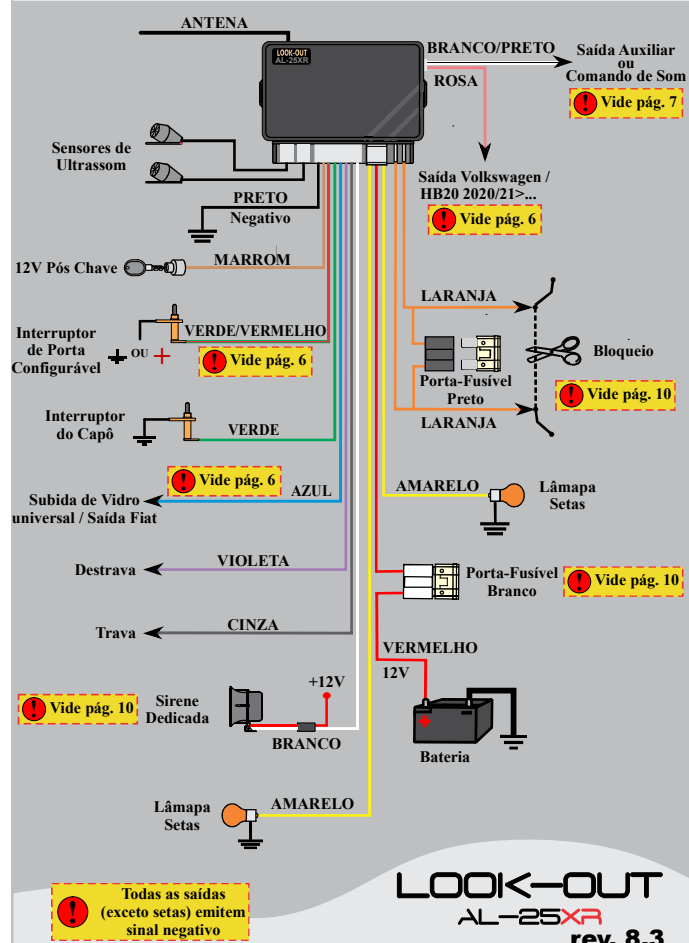 ANTENA
LOOK-OUT
AL-25XR
BRANCO/PRETO
ROSA
Saída Auxiliar
ou
Comando de Som
Vide pág. 7
Sensores de
Ultrassom
Saída Volkswagen /
HB20 2020/21>...
Vide pág. 6
PRETO
Negativo
12V Pós Chave
MARROM
LARANJA
Interruptor
de Porta
Configurável
OU +
VERDE/VERMELHO
Vide pág. 6
Porta-Fusível
Preto
Bloqueio
Vide pág. 10
LARANJA
Interruptor
do Capô
VERDE
Vide pág. 6
AZUL
Subida de Vidro
universal / Saída Fiat
AMARELO
Lâmapa
Setas
Destrava
VIOLETA
Porta-Fusível
Branco
Vide pág. 10
Trava
CINZA
VERMELHO
12V
Vide pág. 10
Sirene
Dedicada
+12V
BRANCO
+
Bateria
Lâmapa
Setas
AMARELO
Todas as saídas
(exceto setas) emitem
sinal negativo
LOOK-OUT
AL-25XR
rev. 8.3